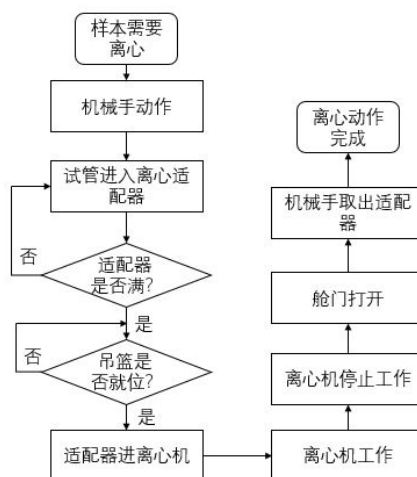 样本需要
离心
机械手动作
试管进入离心适
配器
否
适配器
是否满?
是
否
吊篮是
否就位?
是
适配器进离心机
离心机工作
离心机停止工作
舱门打开
机械手取出适配
器
离心动作
完成